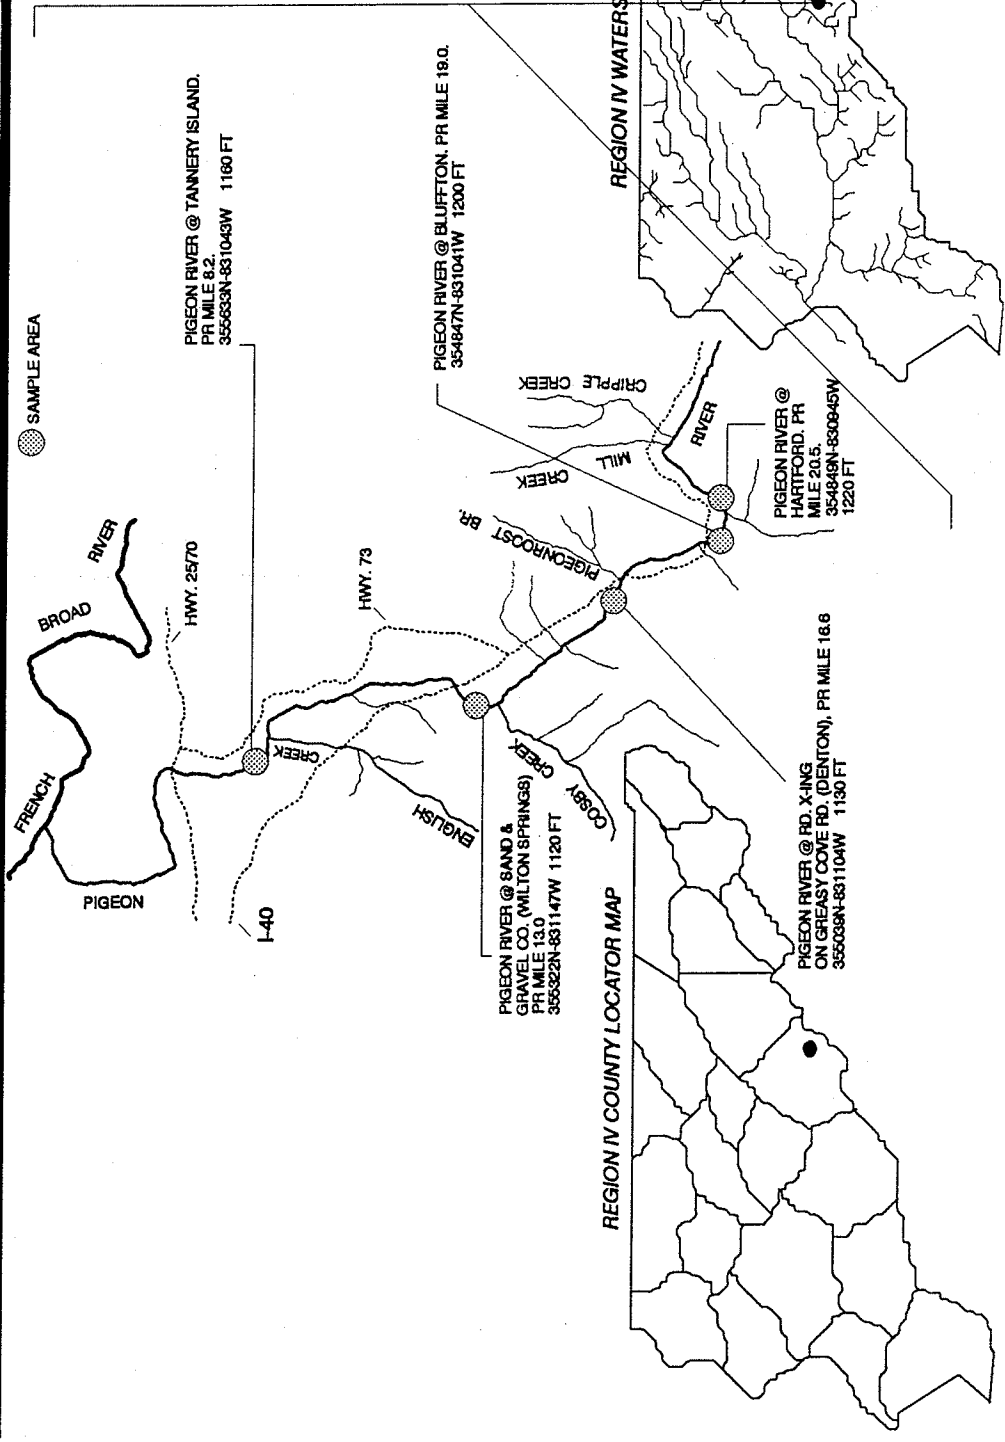 SAMPLE AREA
PIGEON RIVER @ TANNERY ISLAND.
PR MILE 8.2.
355633N-831043W 1160 FT
PIGEON RIVER @ BLUFFTON. PR MILE 19.0.
354847N-831041W 1200 FT
REGION IV WATERS
FRENCH
BROAD
RIVER
HWY. 25/70
HWY. 73
PIGEON
I-40
ENGLISH
CREEK
COSBY
CREEK
PIGEONROOST BR.
MILL
CREEK
CRIPPLE CREEK
RIVER
PIGEON RIVER @
HARTFORD. PR
MILE 20.5.
354849N-830945W
1220 FT
PIGEON RIVER @ SAND &
GRAVEL CO. (WILTON SPRINGS)
PR MILE 13.0
355322N-831147W 1120 FT
PIGEON RIVER @ RD. X-ING
ON GREASY COVE RD. (DENTON), PR MILE 16.6
355039N-831104W 1130 FT
REGION IV COUNTY LOCATOR MAP